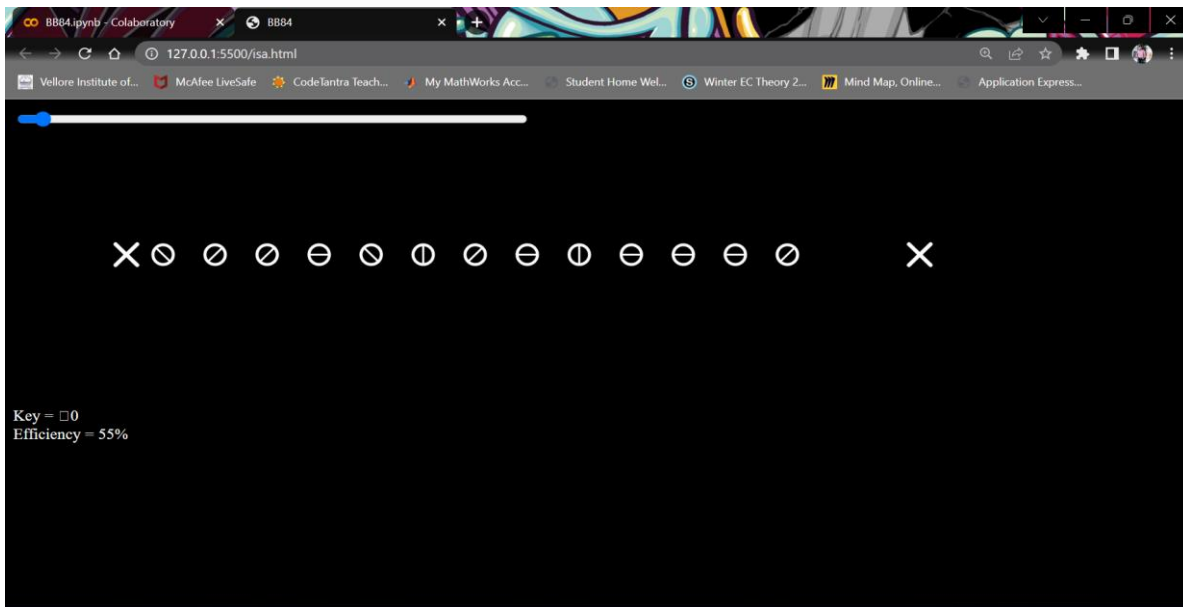 BB84.ipynb - Colaboratory
BB84
127.0.0.1:5500/isa.html
Vellore Institute of... McAfee LiveSafe CodeTantra Teach... My MathWorks Acc... Student Home Wel... Winter EC Theory 2... Mind Map, Online... Application Express...
Key = □0
Efficiency = 55%